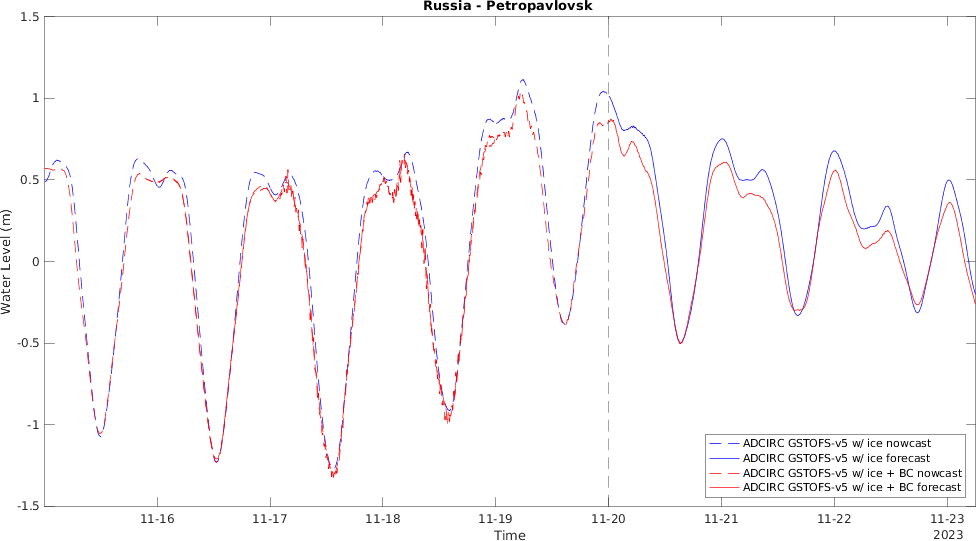 Russia - Petropavlovsk
1.5
1
0.5
0
-0.5
-1
-1.5
Water Level (m)
11-16
11-17
11-18
11-19
11-20
11-21
11-22
11-23
Time
2023
ADCIRC GSTOFS-v5 w/ ice nowcast
ADCIRC GSTOFS-v5 w/ ice forecast
ADCIRC GSTOFS-v5 w/ ice + BC nowcast
ADCIRC GSTOFS-v5 w/ ice + BC forecast